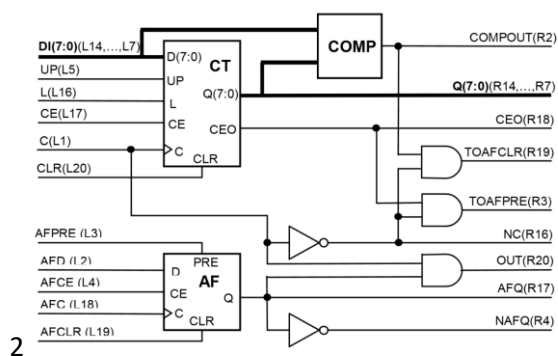 DI(7:0)(L14,...,L7)
UP(L5)
L(L16)
CE(L17)
C(L1)
CLR(L20)
D(7:0)
CT
UP
L
Q(7:0)
CE
CEO
C
CLR
COMP
COMPOUT(R2)
Q(7:0)(R14,...,R7)
CEO(R18)
TOAFCLR(R19)
TOAFPRE(R3)
NC(R16)
OUT(R20)
AFQ(R17)
NAFQ(R4)
AFPRE (L3)
AFD (L2)
AFCE (L4)
AFC (L18)
AFCLR (L19)
PRE
D
AF
CE
Q
C
CLR
2